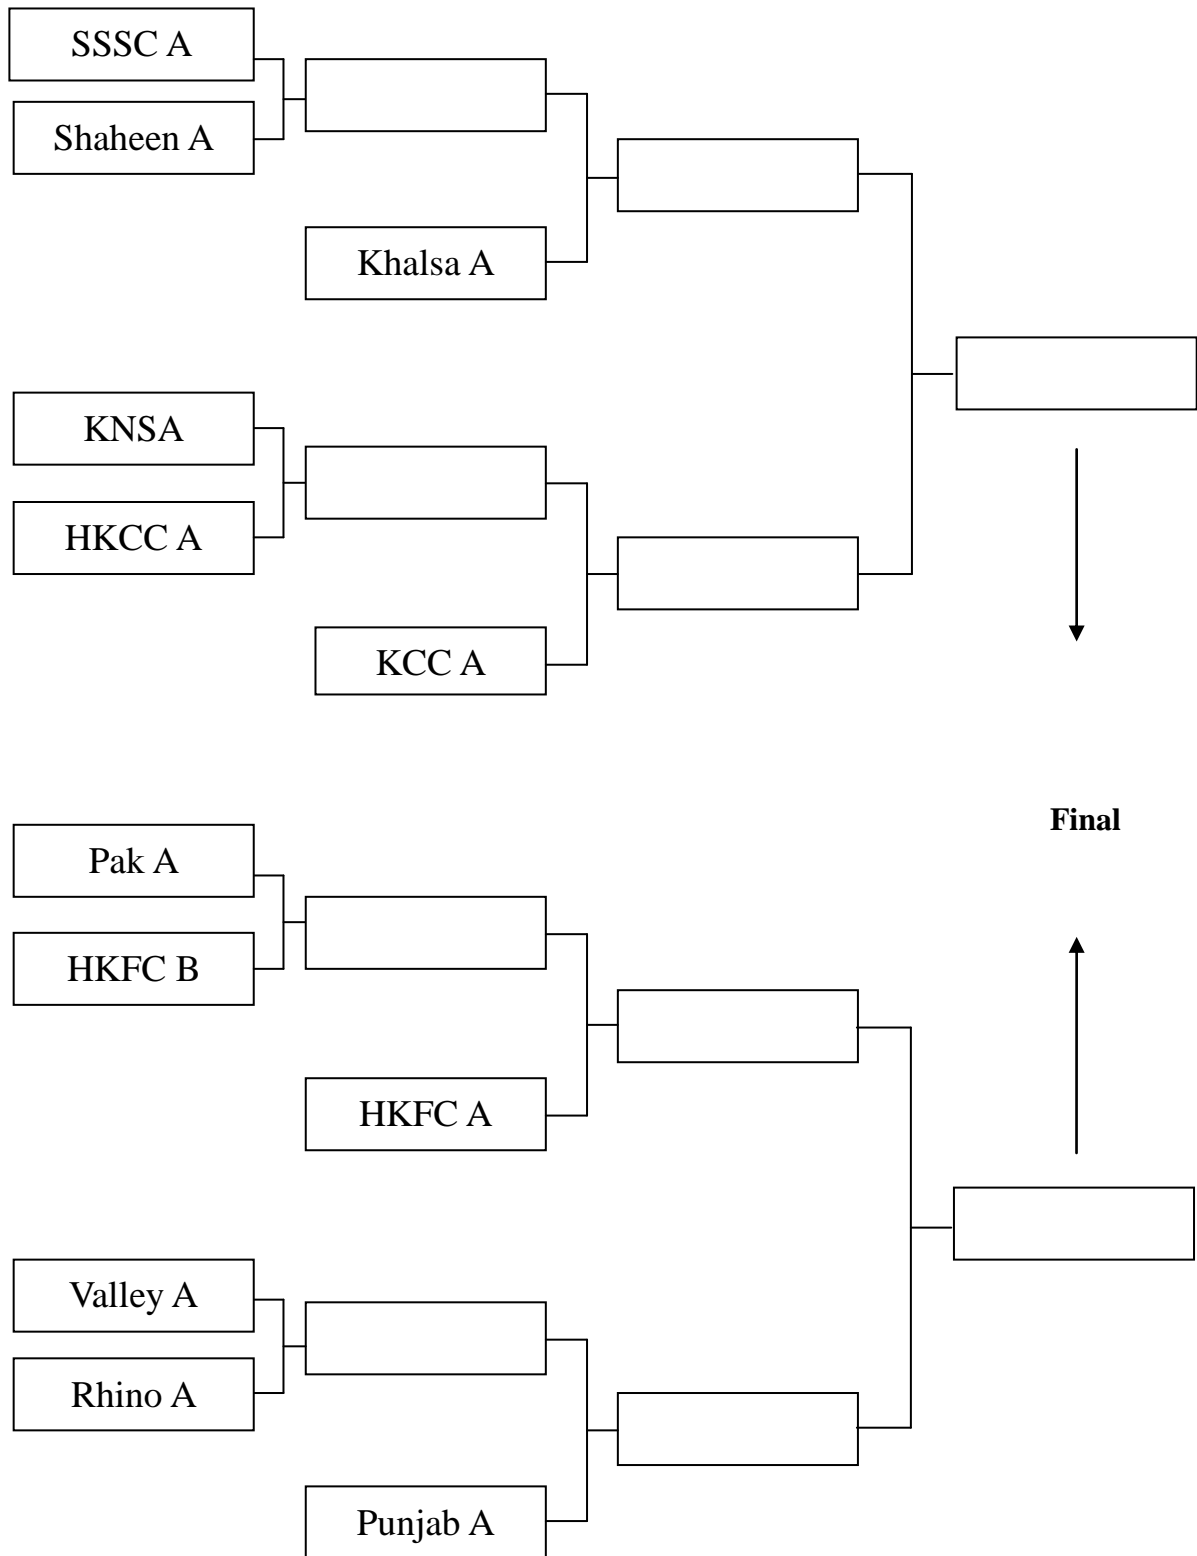 SSSC A
Shaheen A
Khalsa A
KNSA
HKCC A
KCC A
Final
Pak A
HKFC B
HKFC A
Valley A
Rhino A
Punjab A